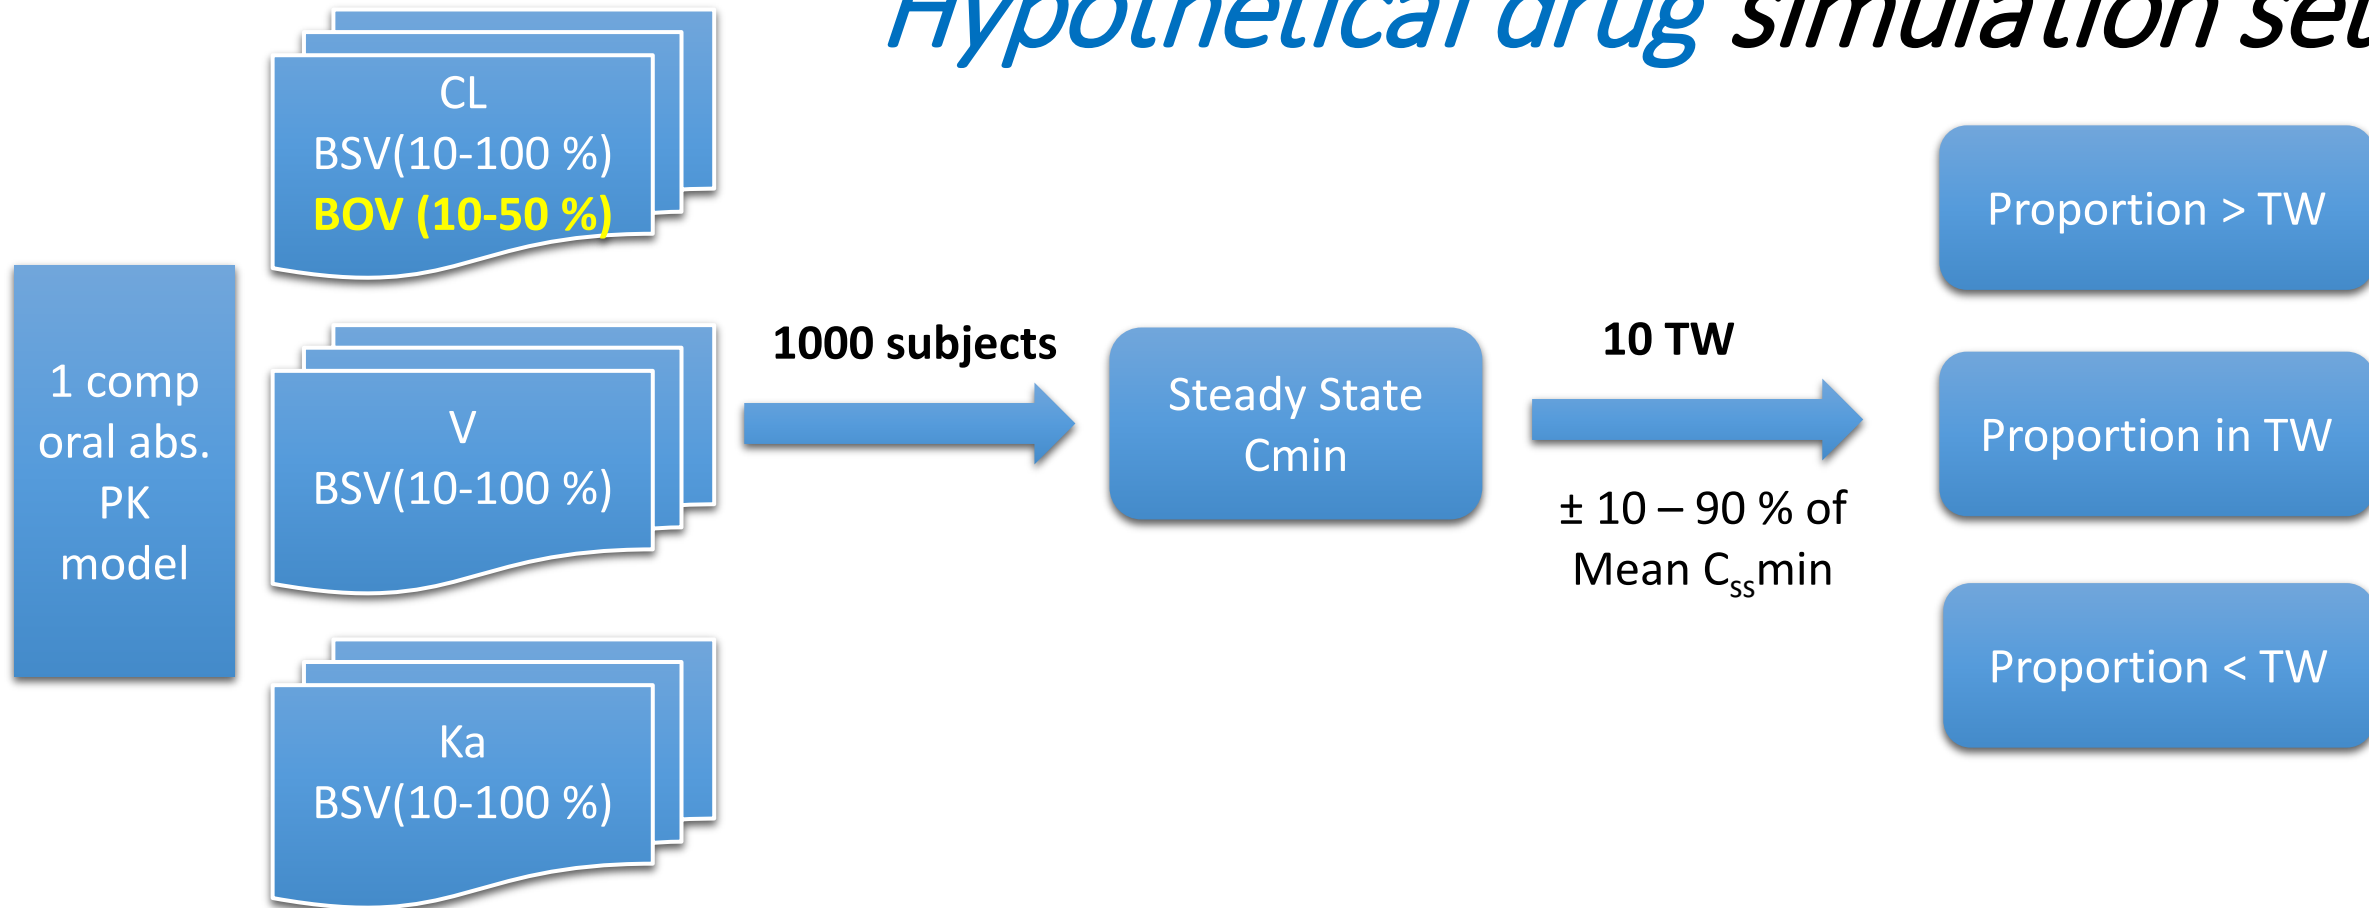 Hypothetical drug simulation set
CL
BSV(10-100 %)
BOV (10-50 %)
1 comp
oral abs.
PK
model
V
BSV(10-100 %)
Ka
BSV(10-100 %)
1000 subjects
Steady State
Cmin
10 TW
± 10 – 90 % of
Mean Cssmin
Proportion > TW
Proportion in TW
Proportion < TW